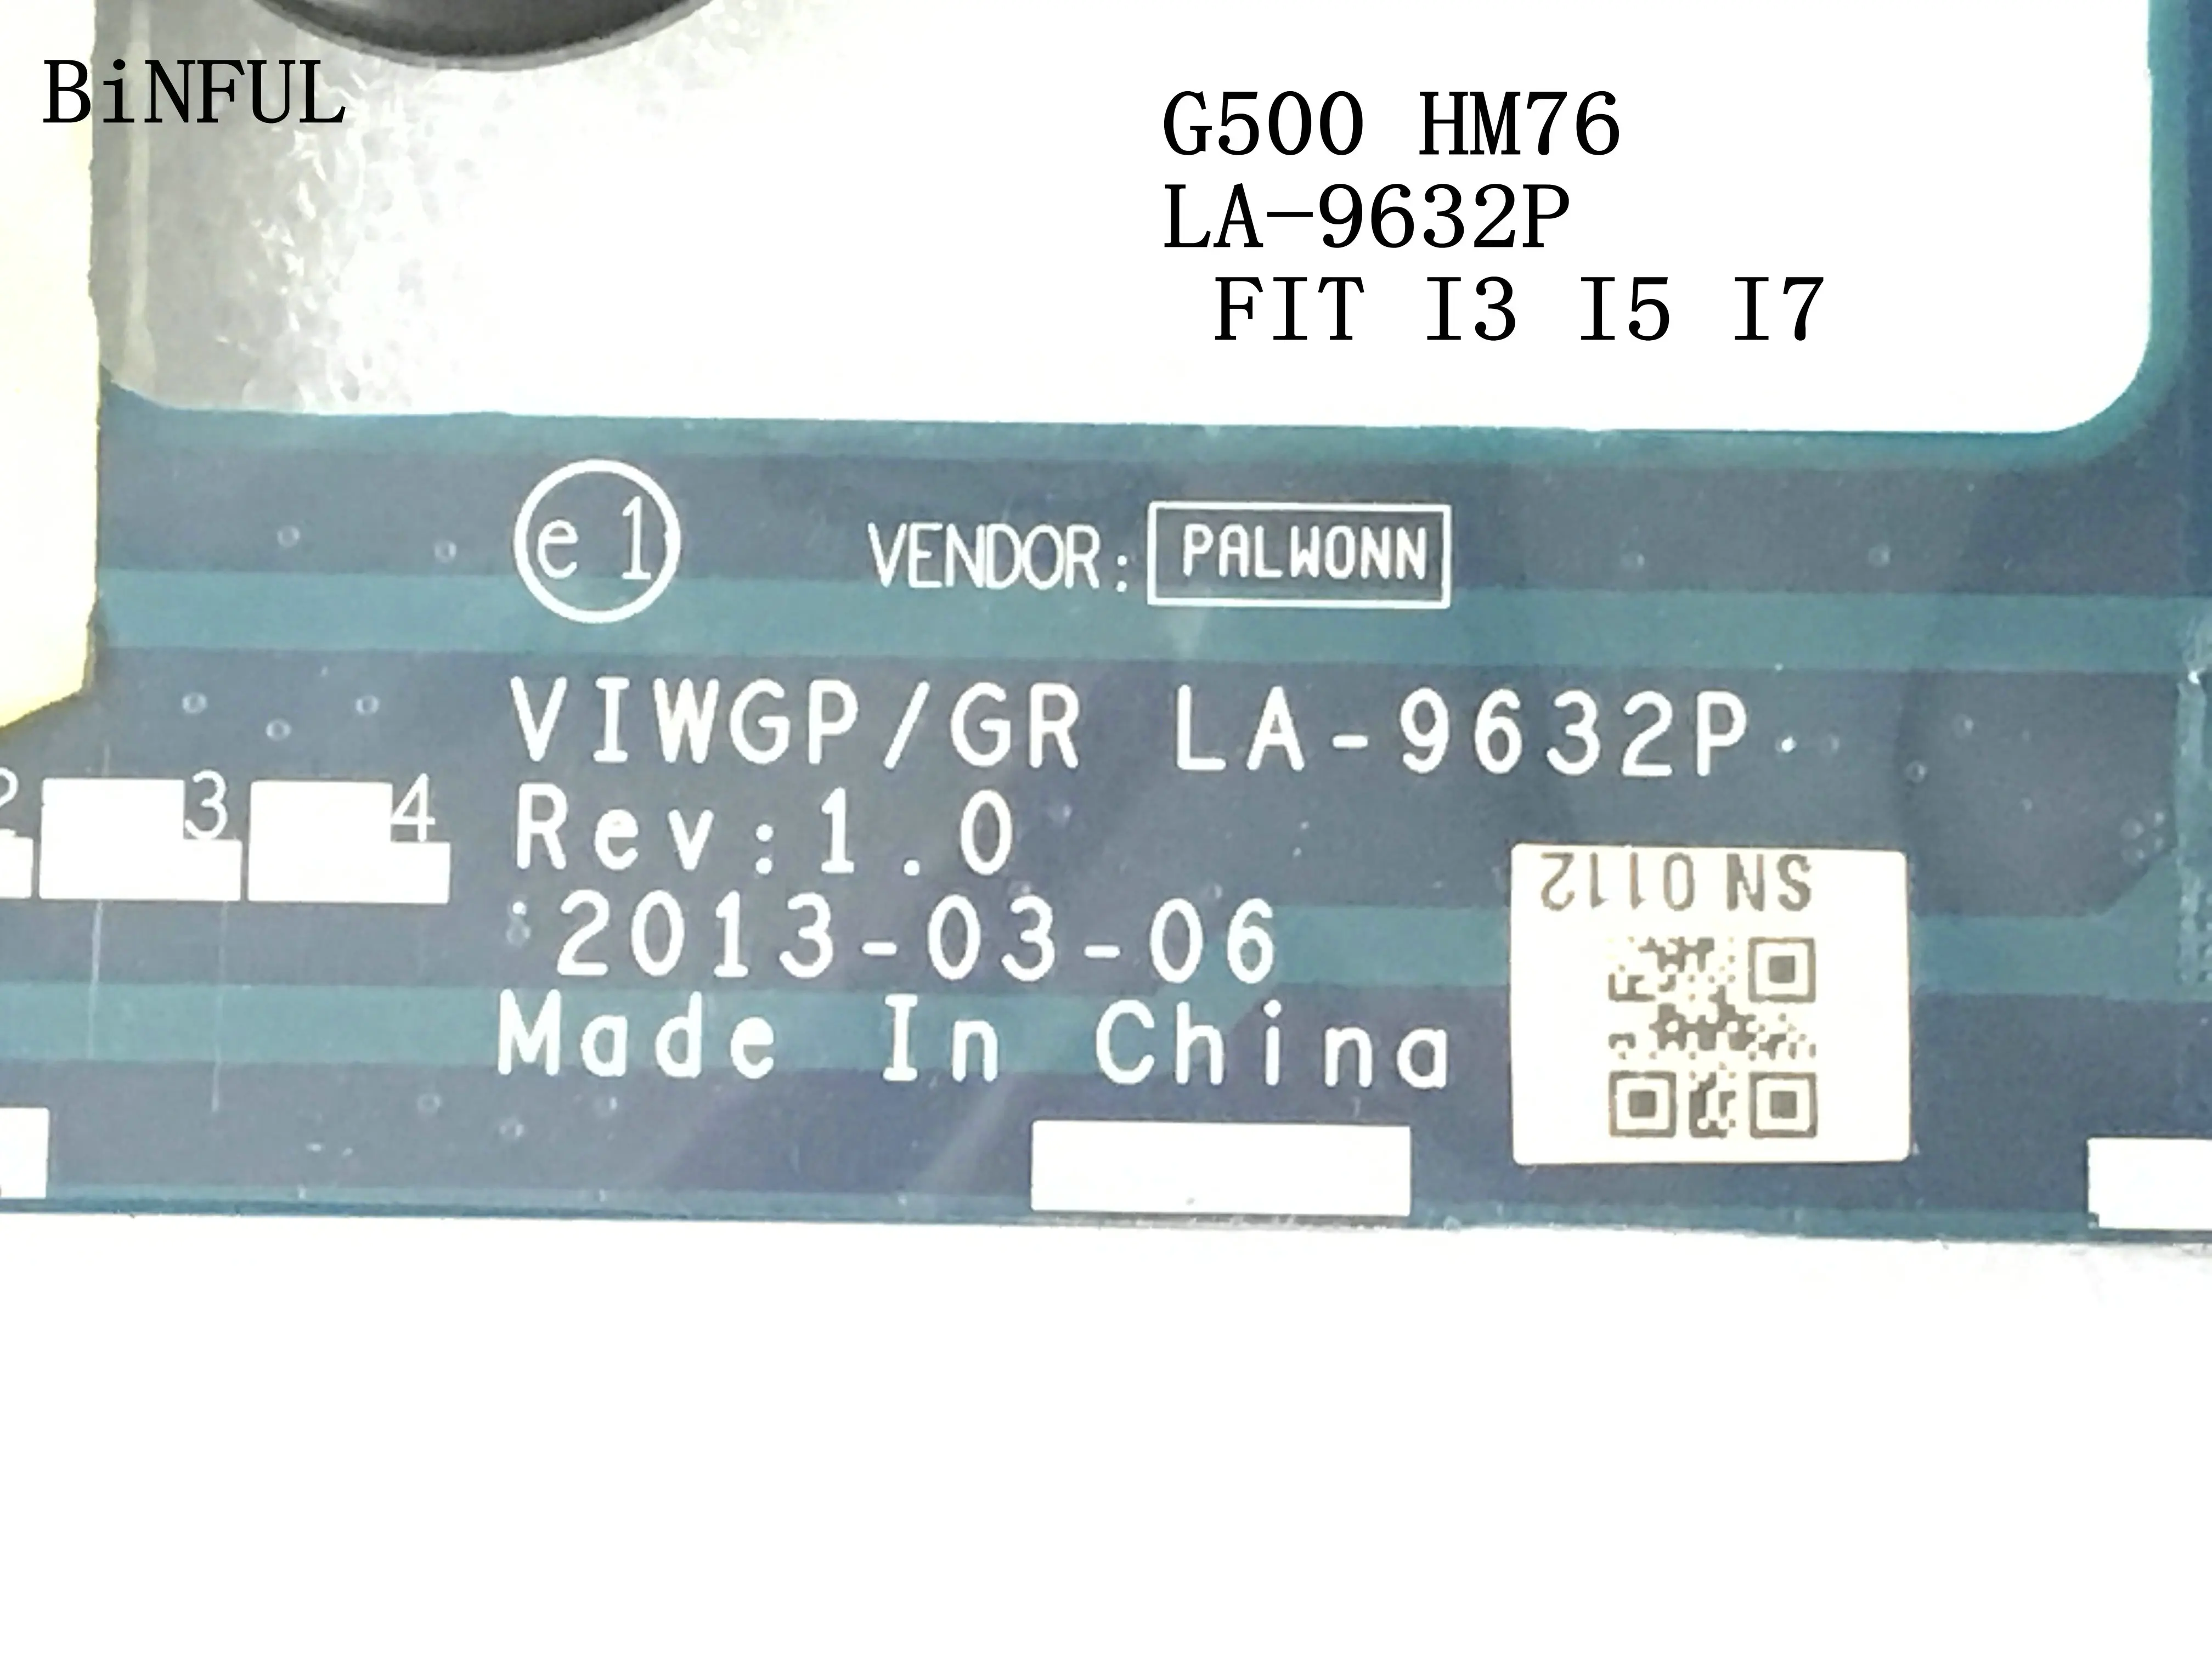 BiNFUL
G500 HM76
LA-9632P
FIT I3 I5 I7
e1
VENDOR: PALWONN
VIWGP/GR LA-9632P
2 3 4
Rev:1.0
:2013-03-06
Made In China
SN 0112